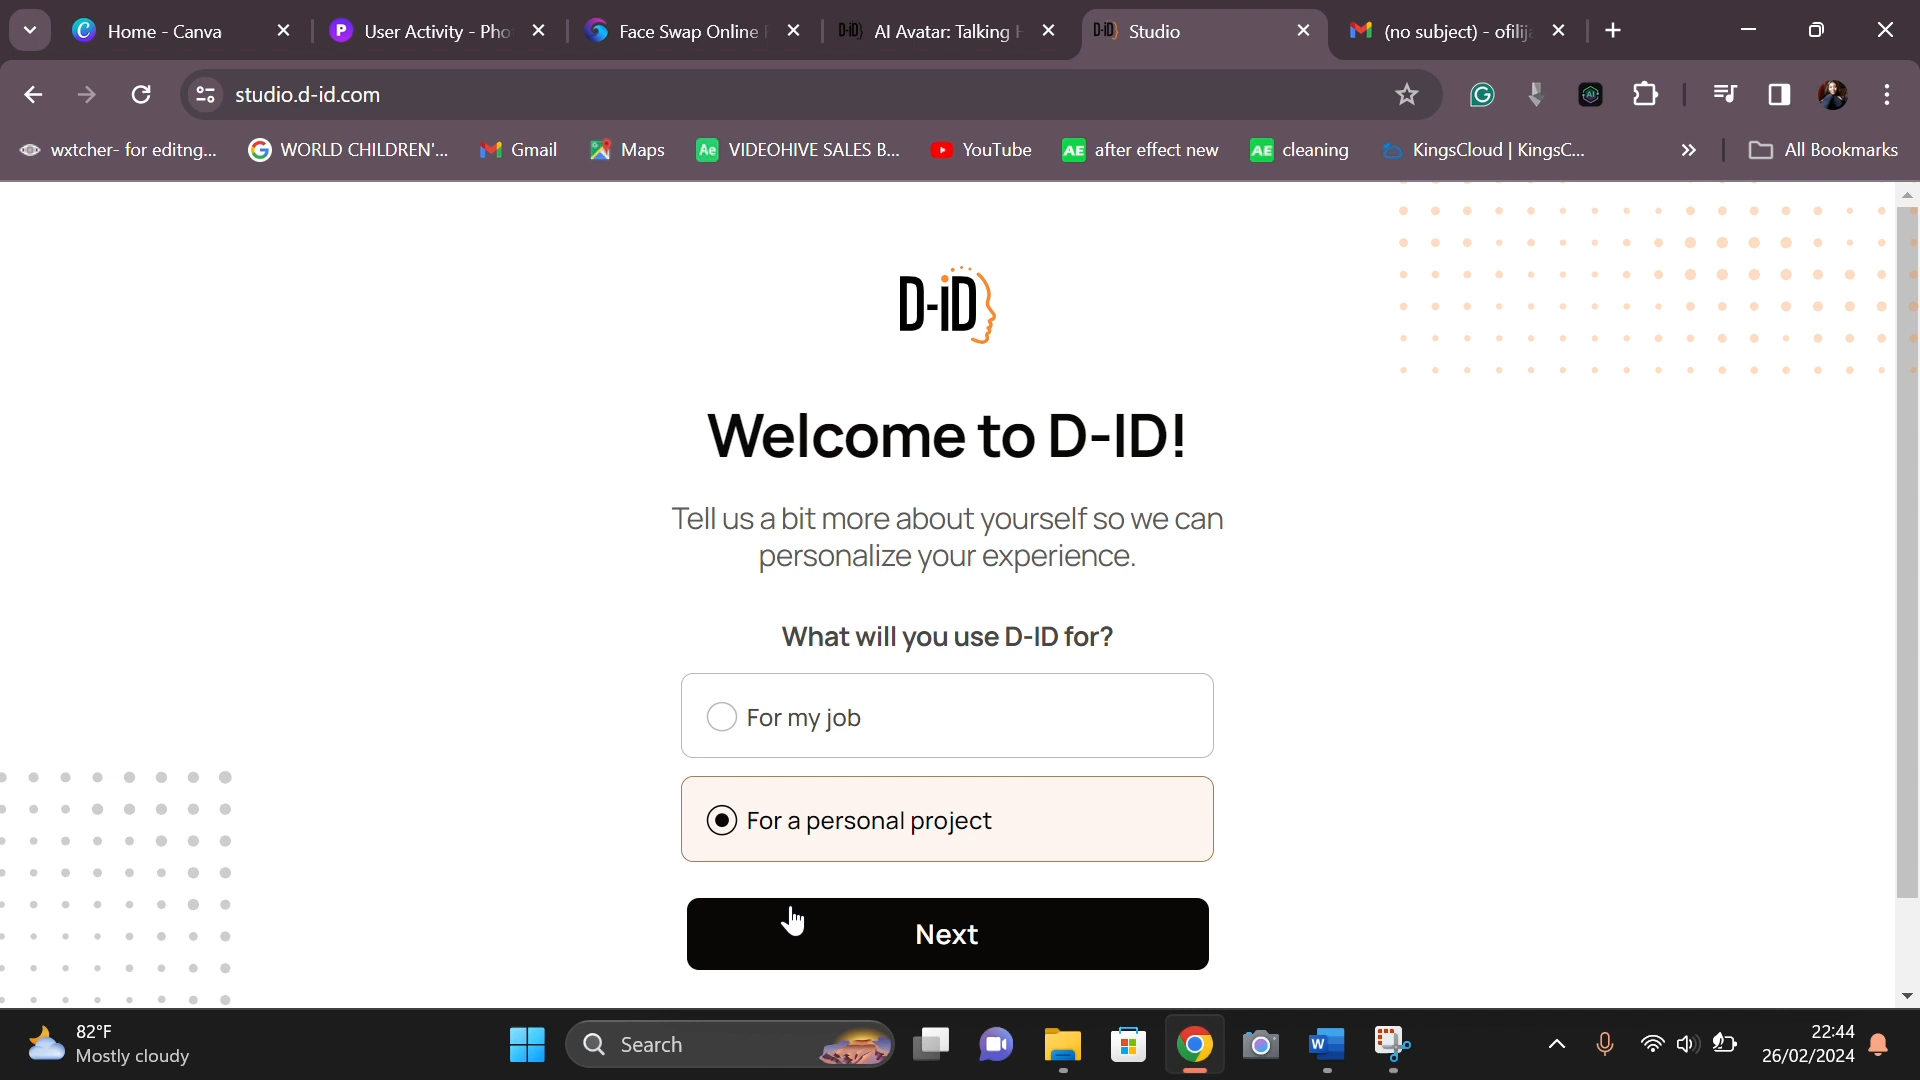 Home - Canva
User Activity - Pho
Face Swap Online
AI Avatar: Talking
Studio
(no subject) - ofilij
studio.d-id.com
wxtcher- for editng...
WORLD CHILDREN'...
Gmail
Maps
VIDEOHIVE SALES B...
YouTube
after effect new
cleaning
KingsCloud | KingsC...
All Bookmarks
D-iD
Welcome to D-ID!
Tell us a bit more about yourself so we can
personalize your experience.
What will you use D-ID for?
For my job
For a personal project
Next
82°F
Mostly cloudy
Search
22:44
26/02/2024